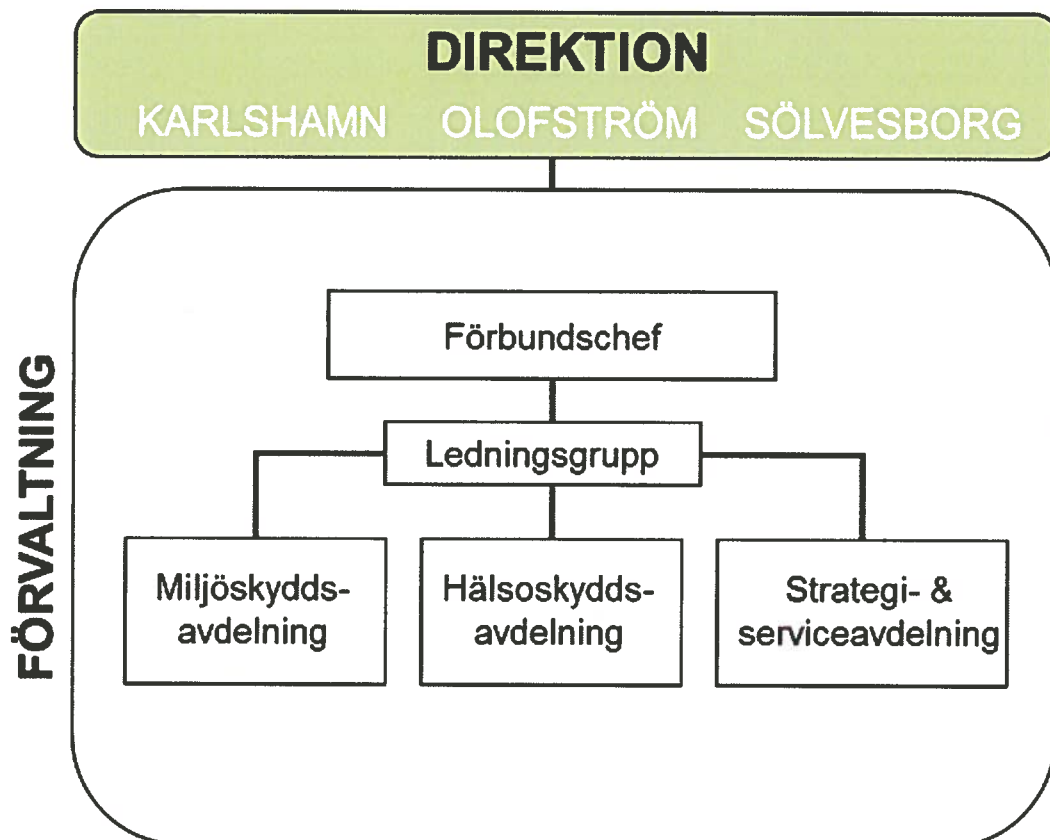 DIREKTION
KARLSHAMN OLOFSTRÖM SÖLVESBORG
FÖRVALTNING
Förbundschef
Ledningsgrupp
Miljöskydds-
avdelning
Hälsoskydds-
avdelning
Strategi- &
serviceavdelning